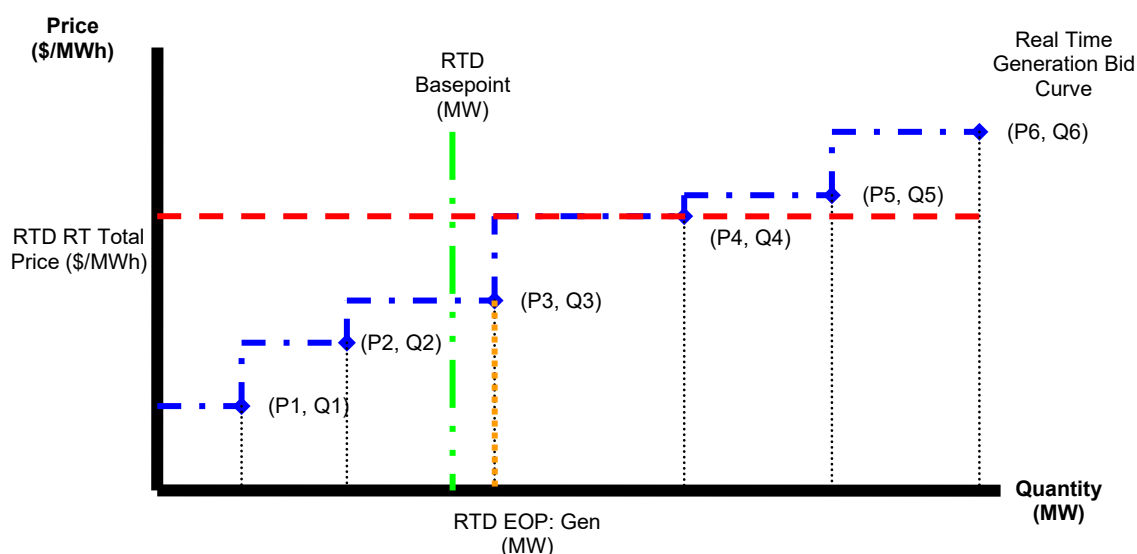 Price
($/MWh)
RTD
Basepoint
(MW)
Real Time
Generation Bid
Curve
(P6, Q6)
(P5, Q5)
RTD RT Total
Price ($/MWh)
(P4, Q4)
(P3, Q3)
(P2, Q2)
(P1, Q1)
Quantity
(MW)
RTD EOP: Gen
(MW)